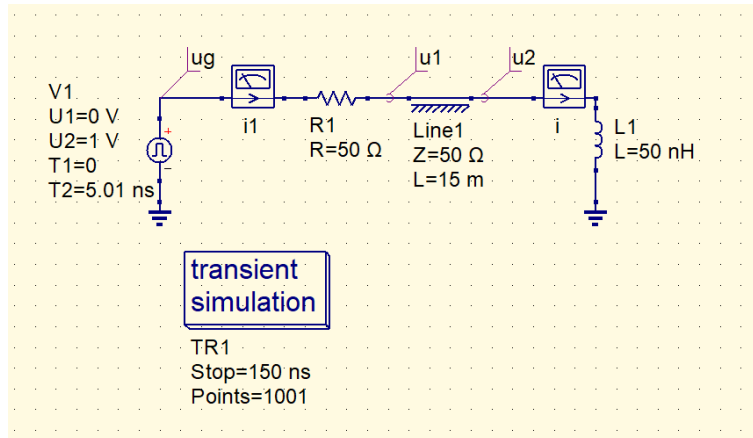 ug
u1
u2
V1
U1=0 V
U2=1 V
T1=0
T2=5.01 ns
i1
R1
R=50 Ω
Line1
Z=50 Ω
L=15 m
i
L1
L=50 nH
transient
simulation
TR1
Stop=150 ns
Points=1001